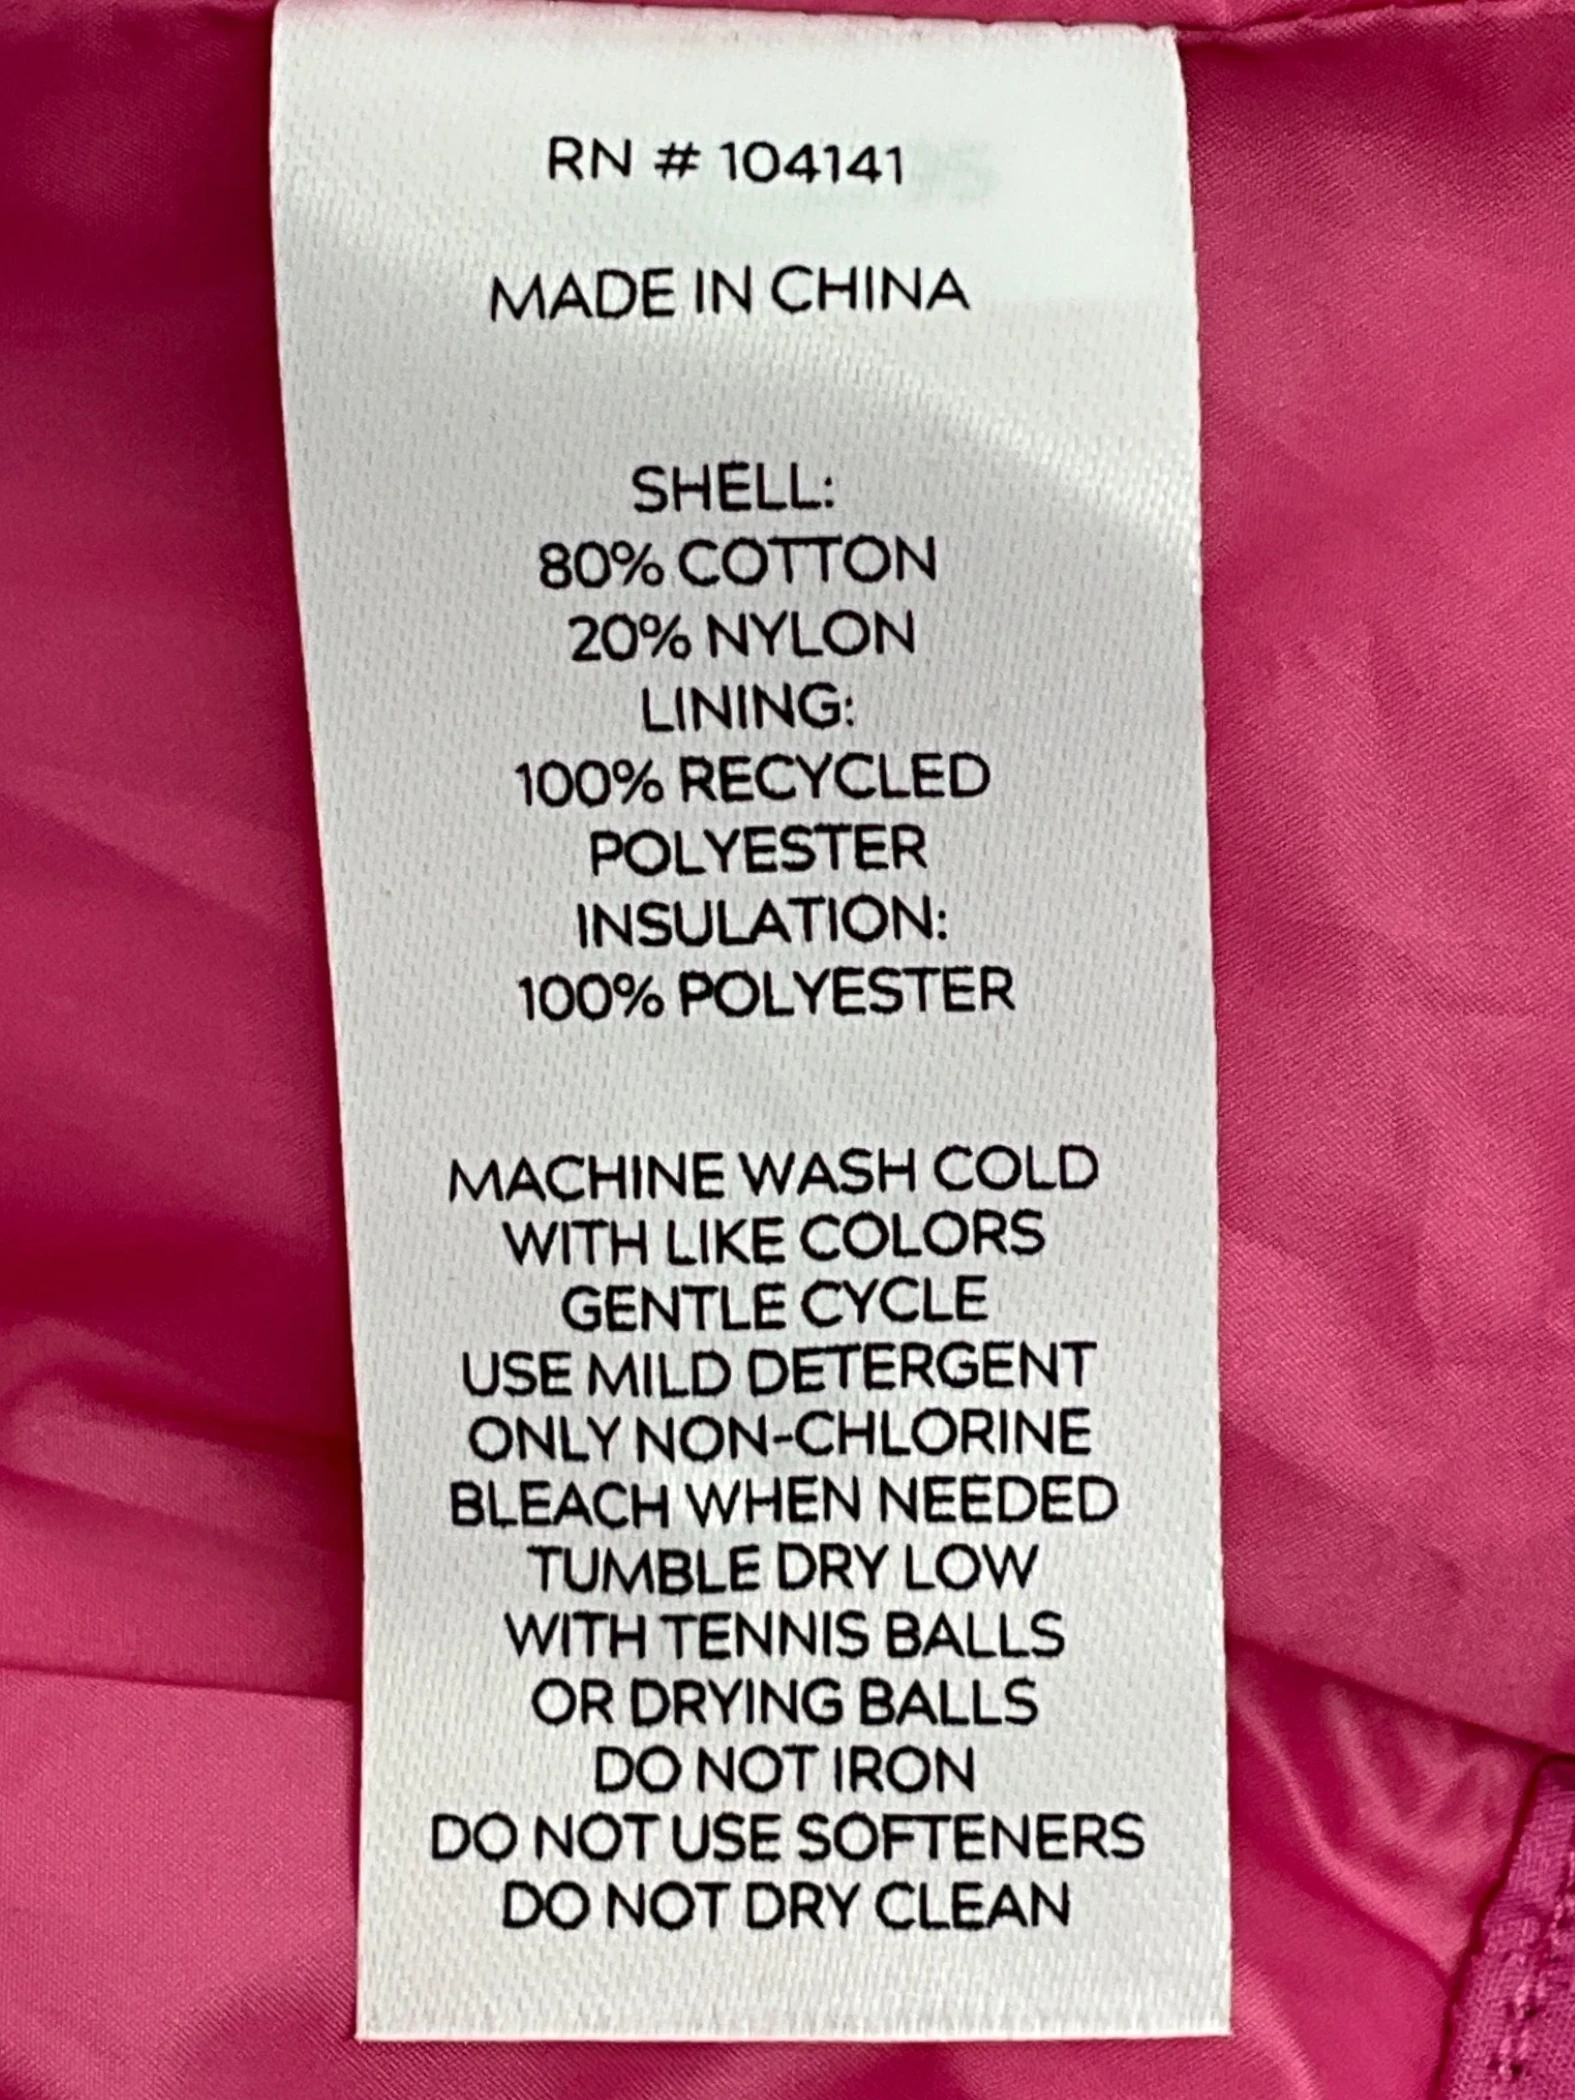 RN # 104141
MADE IN CHINA
SHELL:
80% COTTON
20% NYLON
LINING:
100% RECYCLED
POLYESTER
INSULATION:
100% POLYESTER
MACHINE WASH COLD
WITH LIKE COLORS
GENTLE CYCLE
USE MILD DETERGENT
ONLY NON-CHLORINE
BLEACH WHEN NEEDED
TUMBLE DRY LOW
WITH TENNIS BALLS
OR DRYING BALLS
DO NOT IRON
DO NOT USE SOFTENERS
DO NOT DRY CLEAN